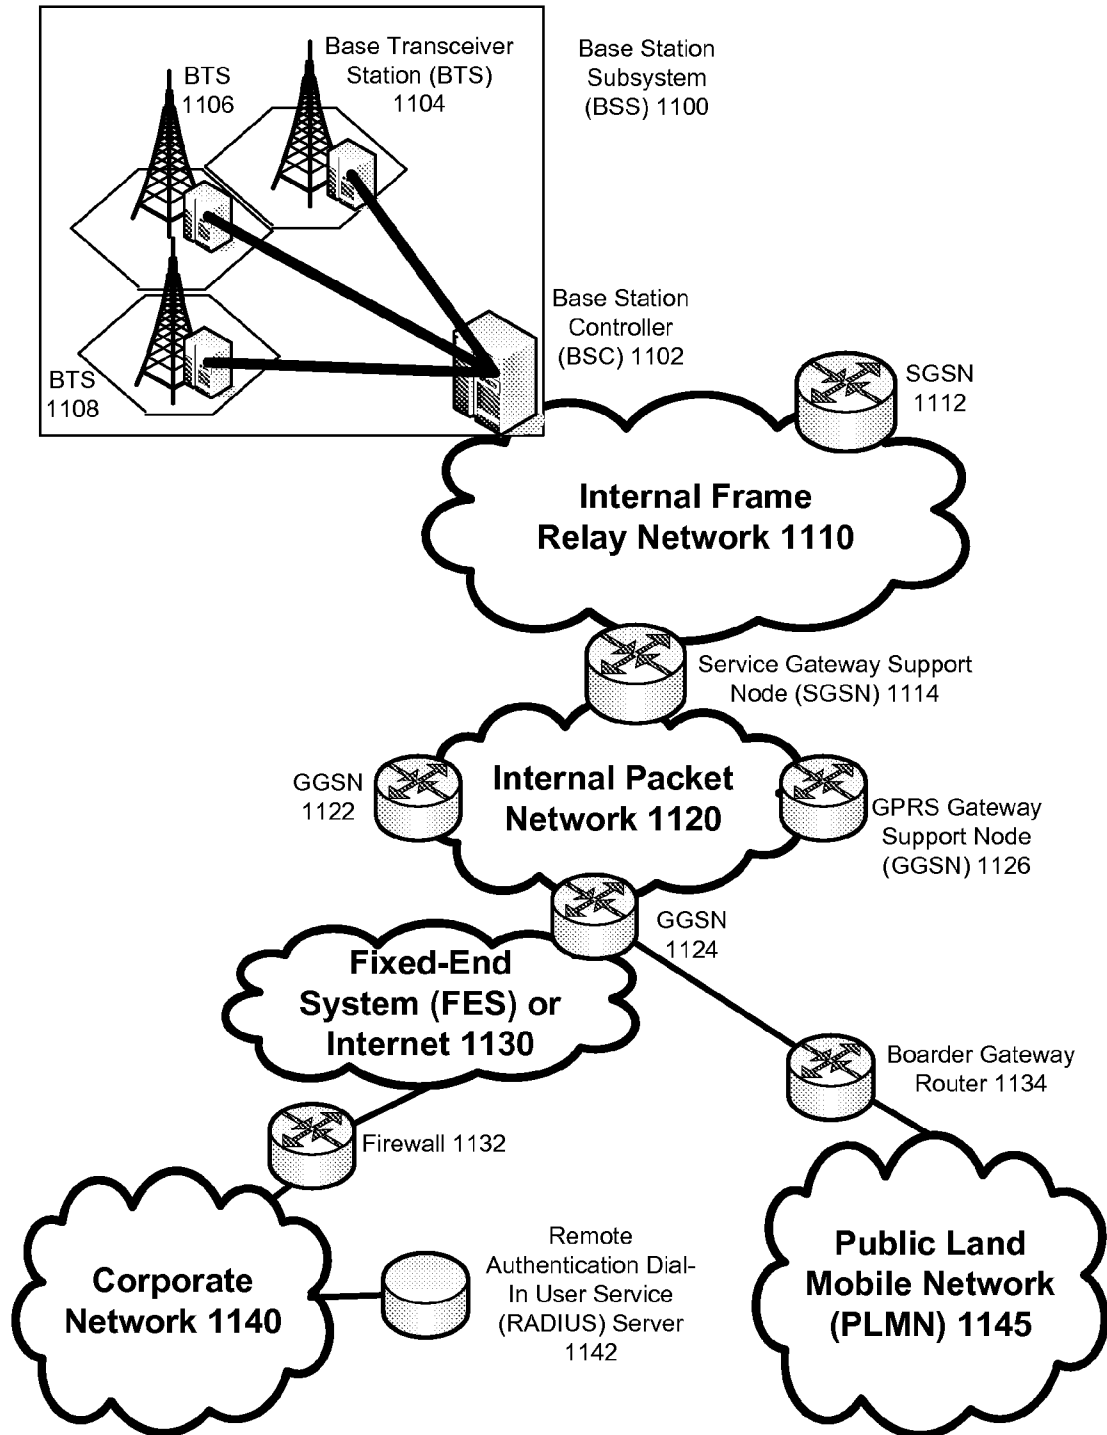 Base Transceiver
Station (BTS)
1104
BTS
1106
Base Station
Subsystem
(BSS) 1100
Base Station
Controller
(BSC) 1102
BTS
1108
SGSN
1112
Internal Frame
Relay Network 1110
Service Gateway Support
Node (SGSN) 1114
GGSN
1122
Internal Packet
Network 1120
GPRS Gateway
Support Node
(GGSN) 1126
GGSN
1124
Fixed-End
System (FES) or
Internet 1130
Boarder Gateway
Router 1134
Firewall 1132
Corporate
Network 1140
Remote
Authentication Dial-
In User Service
(RADIUS) Server
1142
Public Land
Mobile Network
(PLMN) 1145